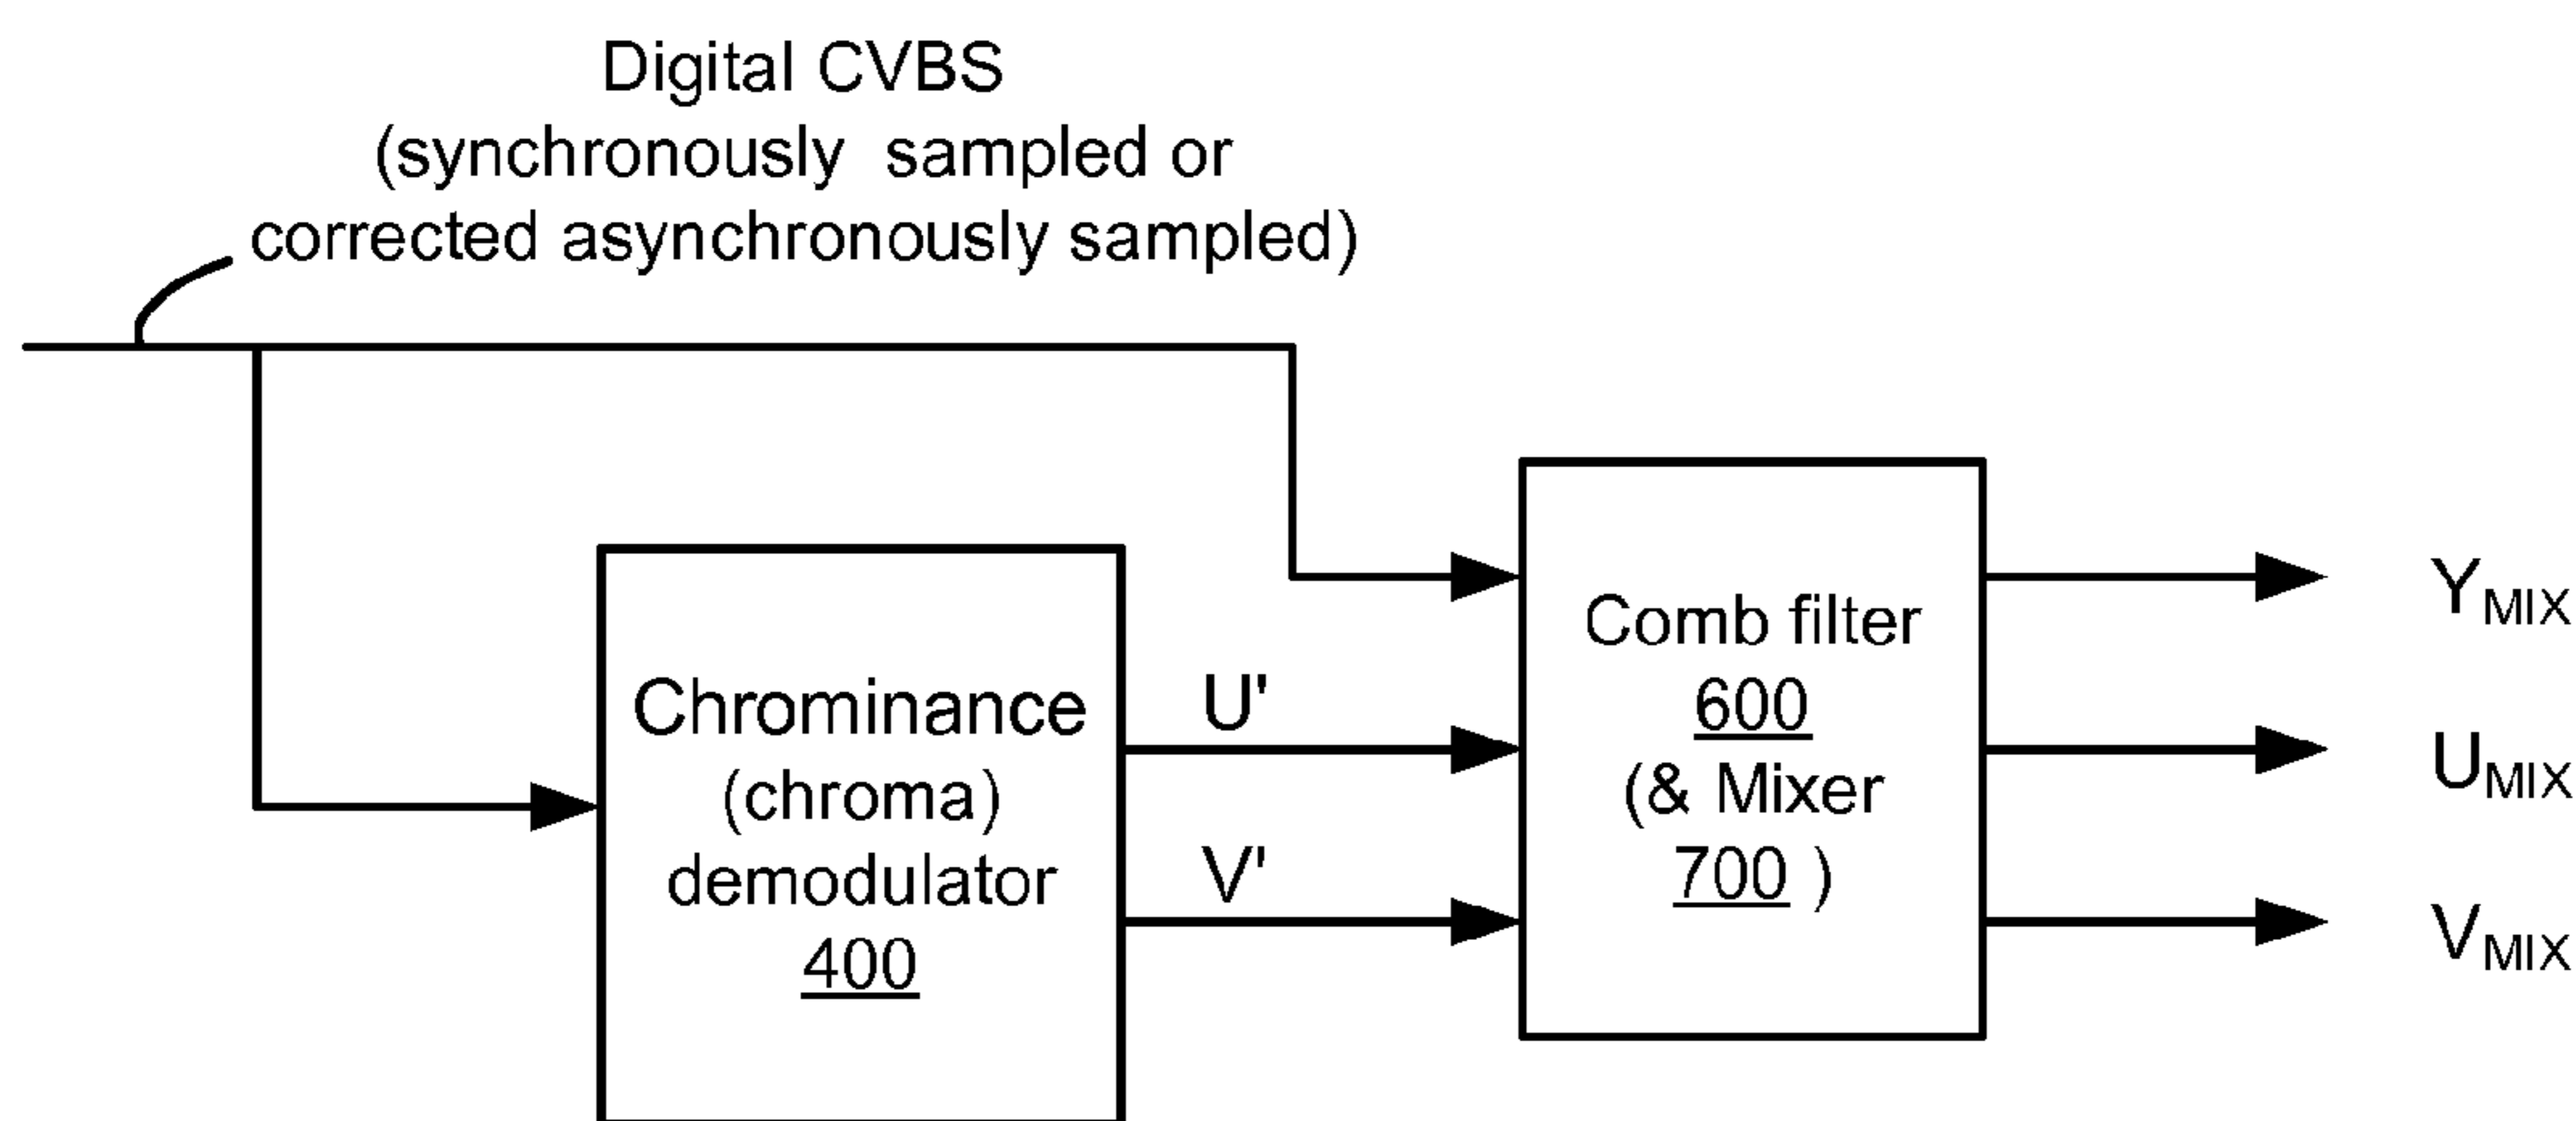 Digital CVBS
(synchronously sampled or
corrected asynchronously sampled)
Chrominance
(chroma)
demodulator
400
U'
V'
Comb filter
600
(& Mixer
700 )
YMIX
UMIX
VMIX